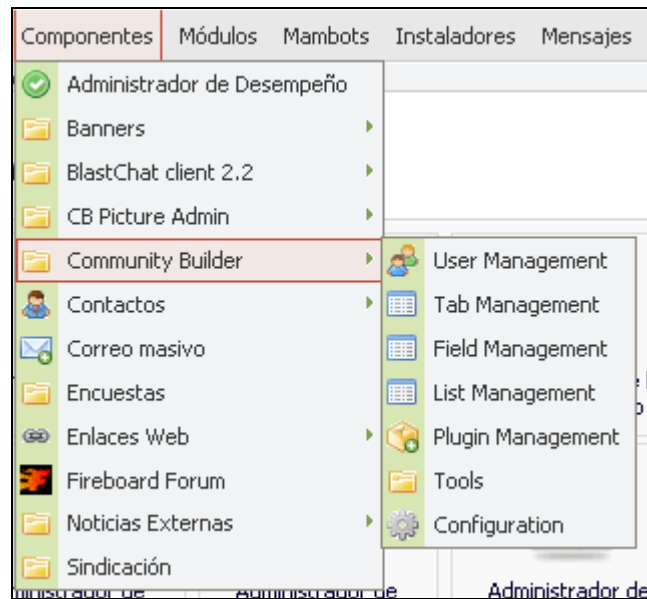 Componentes Módulos Mambots Instaladores Mensajes
Administrador de Desempeño
Banners
BlastChat client 2.2
CB Picture Admin
Community Builder
Contactos
Correo masivo
Encuestas
Enlaces Web
Fireboard Forum
Noticias Externas
Sindicación
User Management
Tab Management
Field Management
List Management
Plugin Management
Tools
Configuration
Administrador de